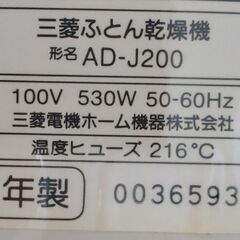 三菱ふとん乾燥機
形名 AD-J200
100V 530W 50-60Hz
三菱電機ホーム機器株式会社
温度ヒューズ 216℃
年製 0036593